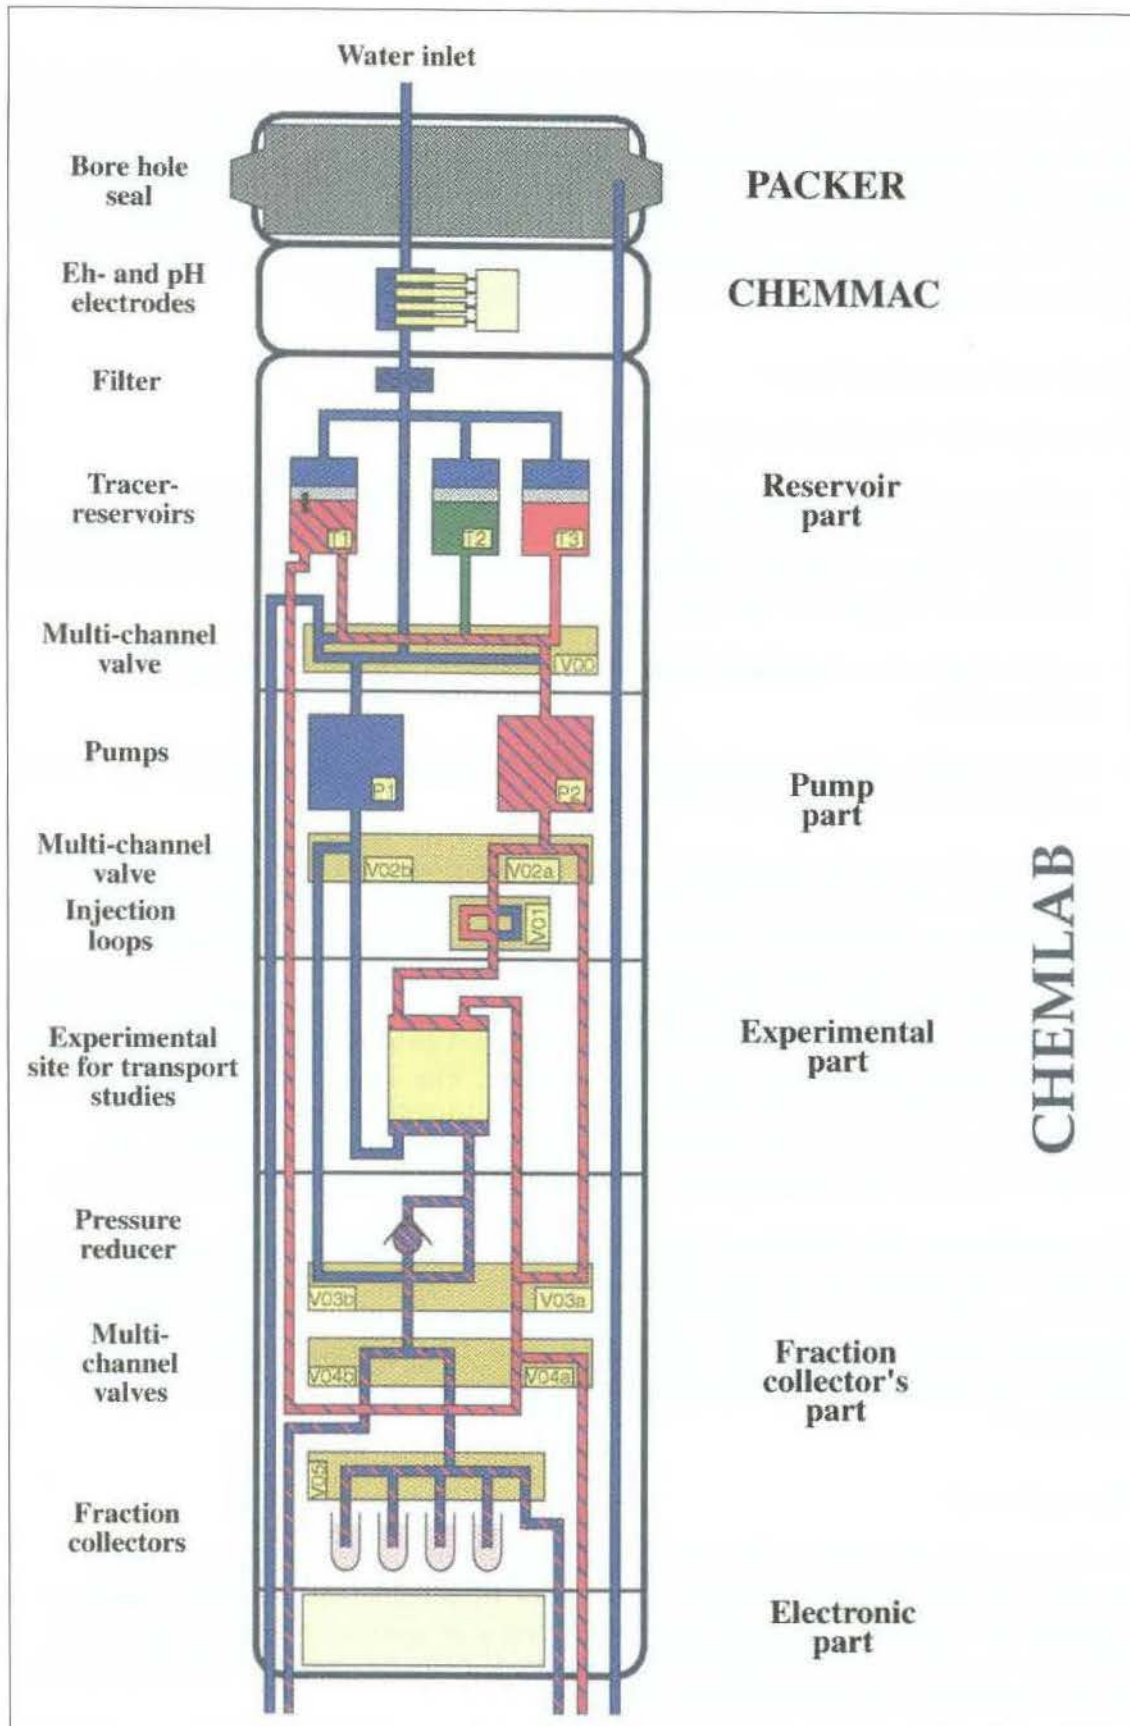 Water inlet
Bore hole
seal
PACKER
Eh- and pH
electrodes
CHEMMAC
Filter
Tracer-
reservoirs
T1
T2
T3
Reservoir
part
Multi-channel
valve
V00
Pumps
P1
P2
Pump
part
Multi-channel
valve
V02b
V02a
Injection
loops
V01
CHEMLAB
Experimental
site for transport
studies
Experimental
part
Pressure
reducer
V03b
V03a
Multi-
channel
valves
V04b
V04a
Fraction
collector's
part
V05
Fraction
collectors
Electronic
part